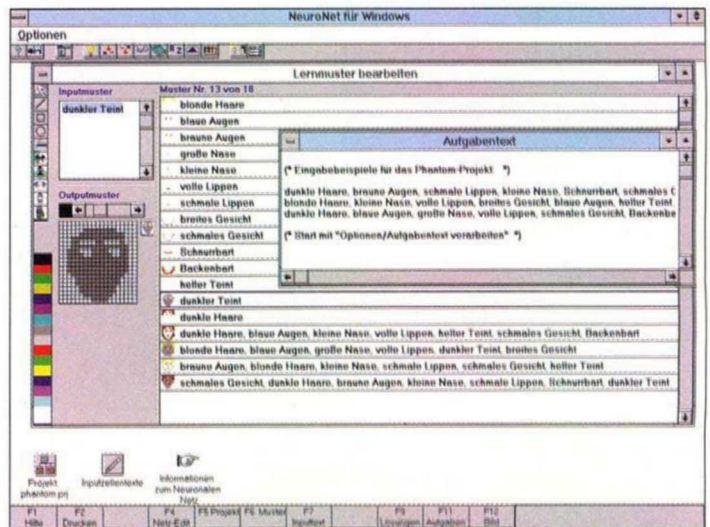 NeuroNet für Windows
Optionen
Lernmuster bearbeiten
Inputmuster
dunkler Teint
Outputmuster
Muster Nr. 13 von 18
blonde Haare
blaue Augen
braune Augen
große Nase
kleine Nase
volle Lippen
schmale Lippen
breites Gesicht
schmales Gesicht
Schnurrbart
Backenbart
heller Teint
dunkler Teint
dunkle Haare
dunkle Haare, blaue Augen, kleine Nase, volle Lippen, heller Teint, schmales Gesicht, Backenbart
blonde Haare, blaue Augen, große Nase, volle Lippen, dunkler Teint, breites Gesicht
braune Augen, blonde Haare, kleine Nase, schmale Lippen, schmales Gesicht, heller Teint
schmales Gesicht, dunkle Haare, braune Augen, kleine Nase, schmale Lippen, Schnurrbart, dunkler Teint
Aufgabentext
(* Eingabebeispiele für das Phantom-Projekt *)
dunkle Haare, braune Augen, schmale Lippen, kleine Nase, Schnurrbart, schmales G
blonde Haare, kleine Nase, volle Lippen, breites Gesicht, blaue Augen, heller Teint,
dunkle Haare, blaue Augen, große Nase, volle Lippen, schmales Gesicht, Backenba
(* Start mit "Optionen/Aufgabentext verarbeiten" *)
Projekt
phantom.prj
Inputzeilentexte
Informationen
zum Neuronalen
Netz
F1 F2 F4 F5 Projekt F6 Muster F7 F9 F11 F12
Hilfe Drucken Netz-Edit Inputtext Lösungen Aufgaben Bild